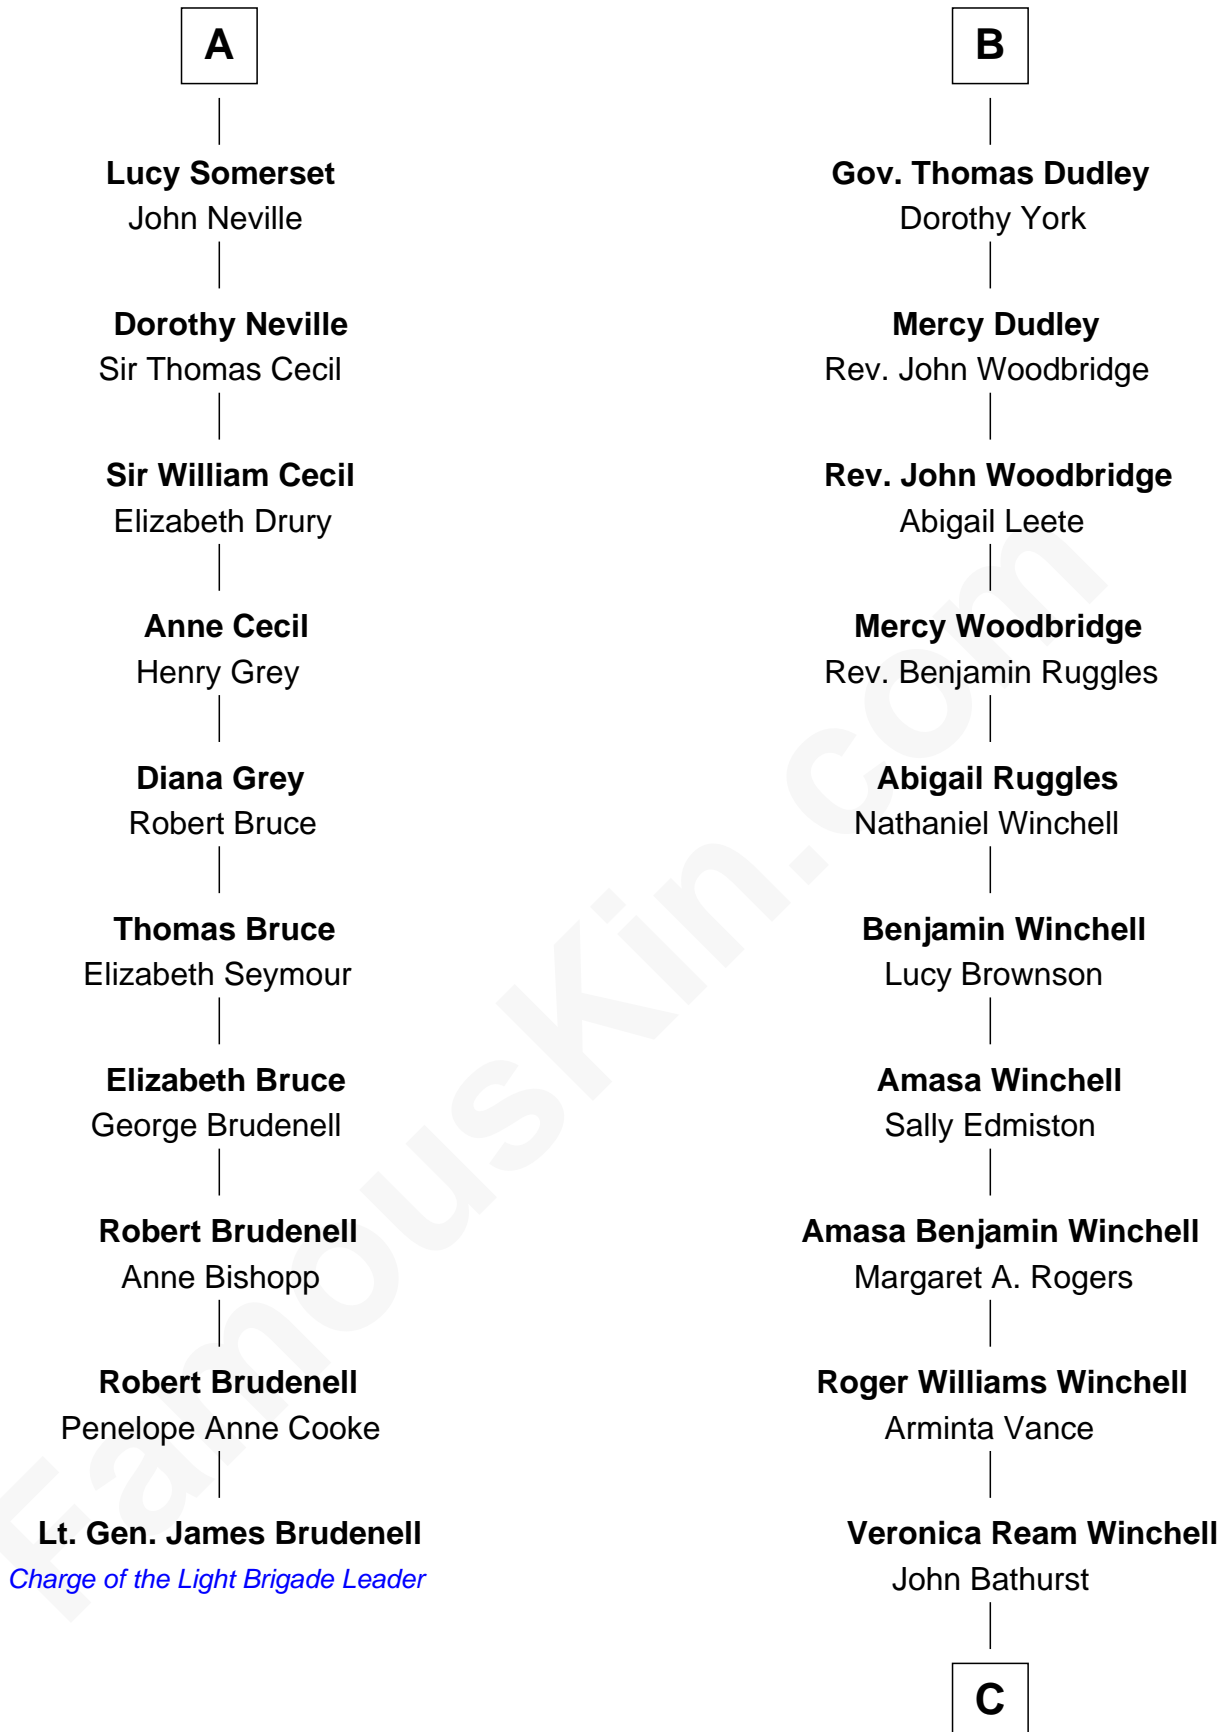 A
Lucy Somerset
John Neville
Dorothy Neville
Sir Thomas Cecil
Sir William Cecil
Elizabeth Drury
Anne Cecil
Henry Grey
Diana Grey
Robert Bruce
Thomas Bruce
Elizabeth Seymour
Elizabeth Bruce
George Brudenell
Robert Brudenell
Anne Bishopp
Robert Brudenell
Penelope Anne Cooke
Lt. Gen. James Brudenell
Charge of the Light Brigade Leader
B
Gov. Thomas Dudley
Dorothy York
Mercy Dudley
Rev. John Woodbridge
Rev. John Woodbridge
Abigail Leete
Mercy Woodbridge
Rev. Benjamin Ruggles
Abigail Ruggles
Nathaniel Winchell
Benjamin Winchell
Lucy Brownson
Amasa Winchell
Sally Edmiston
Amasa Benjamin Winchell
Margaret A. Rogers
Roger Williams Winchell
Arminta Vance
Veronica Ream Winchell
John Bathurst
C
FamousKin.com